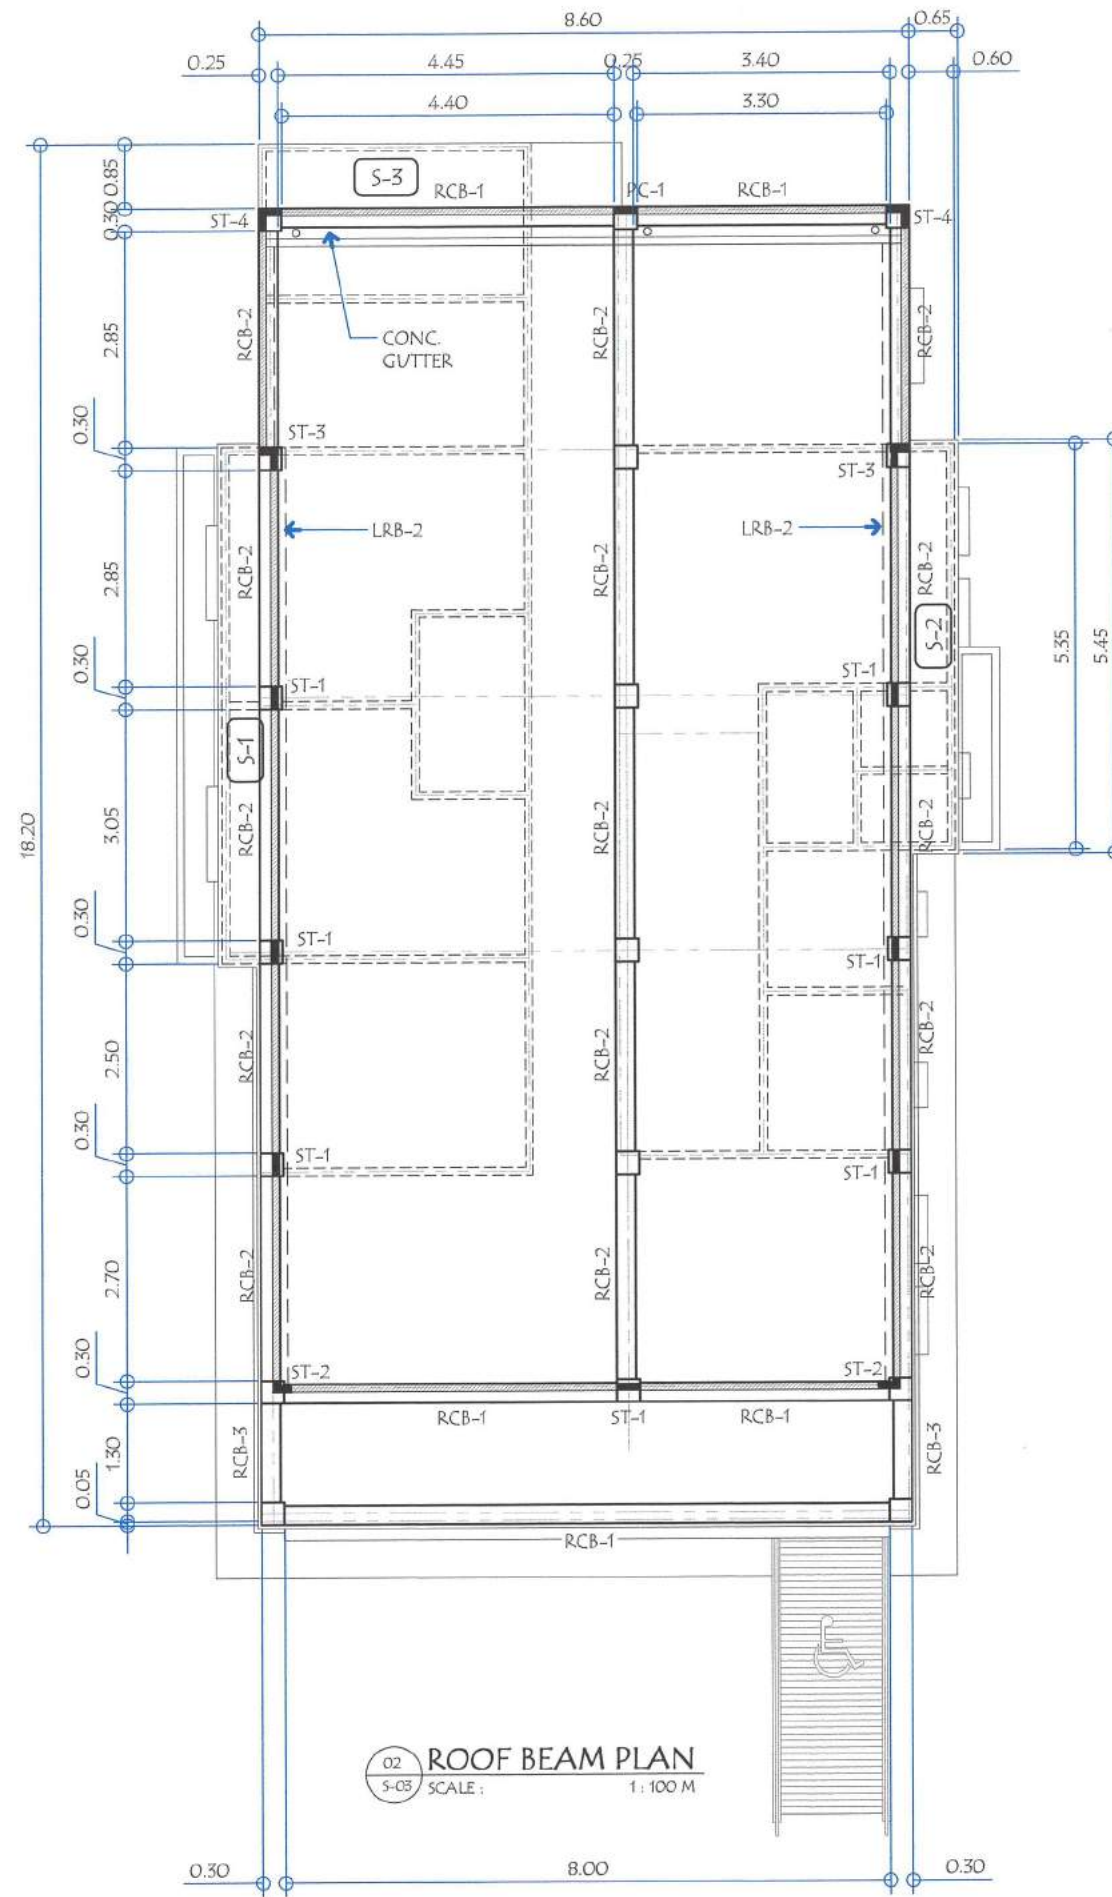 8.60
0.65
0.25
4.45
0.25
3.40
0.60
4.40
3.30
0.85
S-3
RCB-1
PC-1
RCB-1
0.30
ST-4
ST-4
RCB-2
RCB-2
RCB-2
2.85
CONC.
GUTTER
0.30
ST-3
ST-3
LRB-2
LRB-2
2.85
RCB-2
RCB-2
RCB-2
S-2
5.35
5.45
0.30
ST-1
ST-1
S-1
18.20
3.05
RCB-2
RCB-2
RCB-2
0.30
ST-1
ST-1
2.50
RCB-2
RCB-2
RCB-2
0.30
ST-1
ST-1
2.70
RCB-2
RCB-2
RCB-2
0.30
ST-2
ST-2
RCB-1
ST-1
RCB-1
1.30
RCB-3
RCB-3
0.05
RCB-1
02
S-03
ROOF BEAM PLAN
SCALE :
1 : 100 M
0.30
8.00
0.30